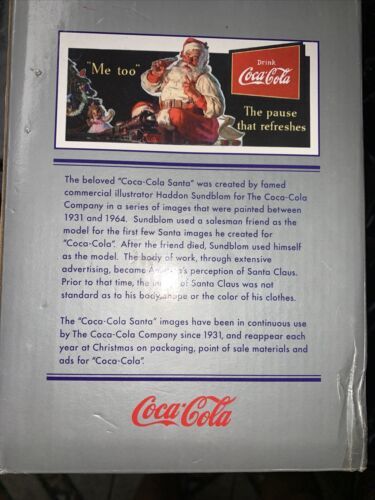 "Me too"
Drink
Coca-Cola
The pause
that refreshes
The beloved "Coca-Cola Santa" was created by famed
commercial illustrator Haddon Sundblom for The Coca-Cola
Company in a series of images that were painted between
1931 and 1964. Sundblom used a salesman friend as the
model for the first few Santa images he created for
"Coca-Cola". After the friend died, Sundblom used himself
as the model. The body of work, through extensive
advertising, became America's perception of Santa Claus.
Prior to that time, the of Santa Claus was not
standard as to his body shape or the color of his clothes.
The "Coca-Cola Santa" images have been in continuous use
by The Coca-Cola Company since 1931, and reappear each
year at Christmas on packaging, point of sale materials and
ads for "Coca-Cola".
Coca-Cola